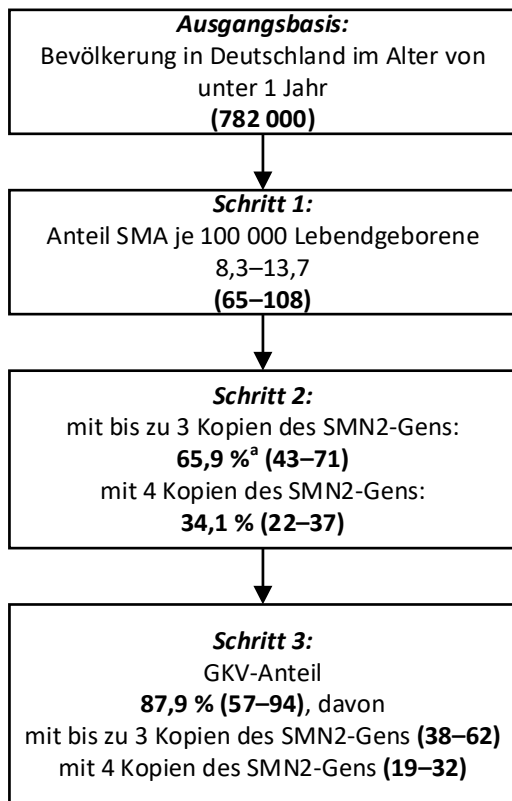 Ausgangsbasis:
Bevölkerung in Deutschland im Alter von
unter 1 Jahr
(782 000)
Schritt 1:
Anteil SMA je 100 000 Lebendgeborene
8,3–13,7
(65–108)
Schritt 2:
mit bis zu 3 Kopien des SMN2-Gens:
65,9 %ᵃ (43–71)
mit 4 Kopien des SMN2-Gens:
34,1 % (22–37)
Schritt 3:
GKV-Anteil
87,9 % (57–94), davon
mit bis zu 3 Kopien des SMN2-Gens (38–62)
mit 4 Kopien des SMN2-Gens (19–32)